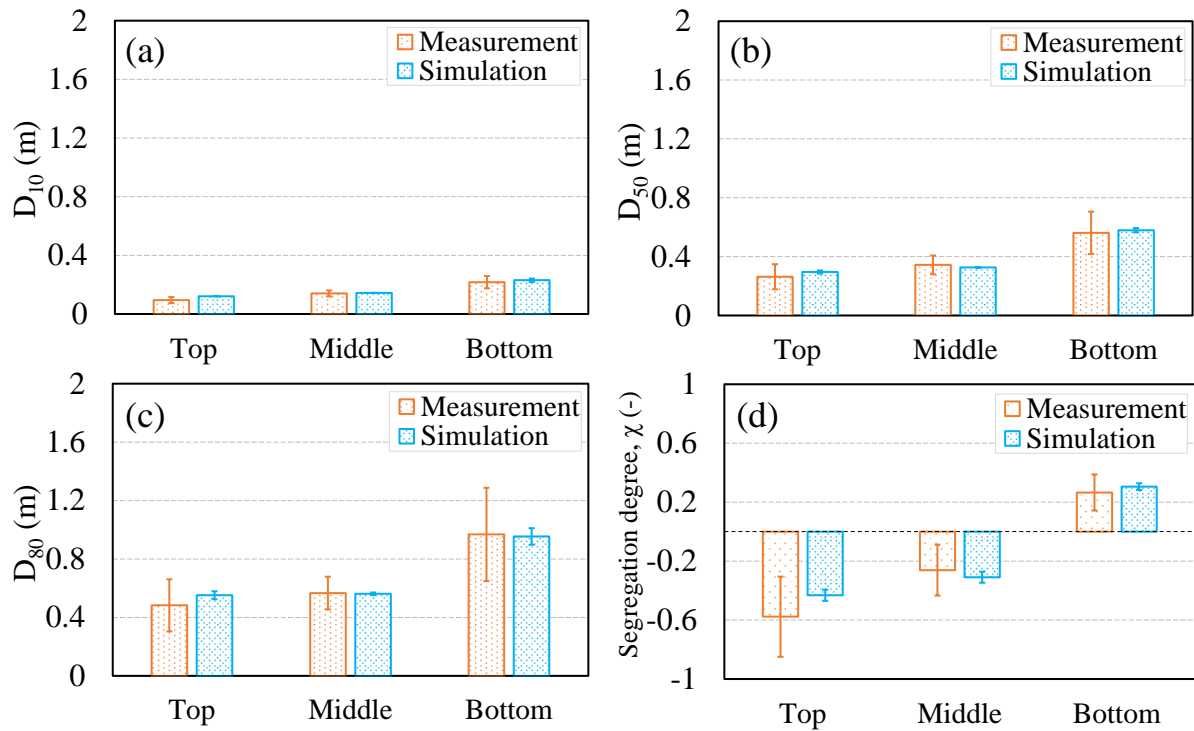 (a)
Measurement
Simulation
2
1.6
1.2
0.8
0.4
0
D10 (m)
Top Middle Bottom
(b)
Measurement
Simulation
2
1.6
1.2
0.8
0.4
0
D50 (m)
Top Middle Bottom
(c)
Measurement
Simulation
2
1.6
1.2
0.8
0.4
0
D80 (m)
Top Middle Bottom
(d)
Measurement
Simulation
1
0.6
0.2
-0.2
-0.6
-1
Segregation degree, χ (-)
Top Middle Bottom